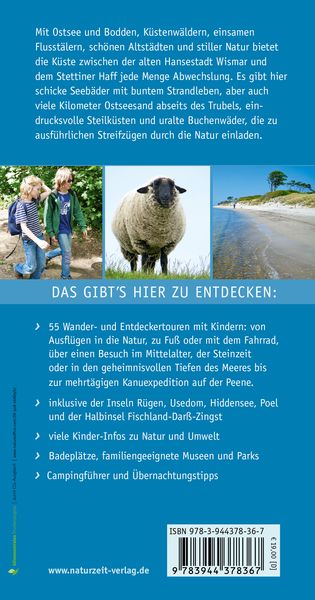 Mit Ostsee und Bodden, Küstenwäldern, einsamen
Flusstälern, schönen Altstädten und stiller Natur bietet
die Küste zwischen der alten Hansestadt Wismar und
dem Stettiner Haff jede Menge Abwechslung. Es gibt hier
schicke Seebäder mit buntem Strandleben, aber auch
viele Kilometer Ostseesand abseits des Trubels, ein-
drucksvolle Steilküsten und uralte Buchenwäder, die zu
ausführlichen Streifzügen durch die Natur einladen.
DAS GIBT'S HIER ZU ENTDECKEN:
› 55 Wander- und Entdeckertouren mit Kindern: von
Ausflügen in die Natur, zu Fuß oder mit dem Fahrrad,
über einen Besuch im Mittelalter, der Steinzeit
oder in den geheimnisvollen Tiefen des Meeres bis
zur mehrtägigen Kanuexpedition auf der Peene.
› inklusive der Inseln Rügen, Usedom, Hiddensee, Poel
und der Halbinsel Fischland-Darß-Zingst
› viele Kinder-Infos zu Natur und Umwelt
› Badeplätze, familiengeeignete Museen und Parks
› Campingführer und Übernachtungstipps
ISBN 978-3-944378-36-7
€ 19.00 [D]
9 783944 378367
www.naturzeit-verlag.de